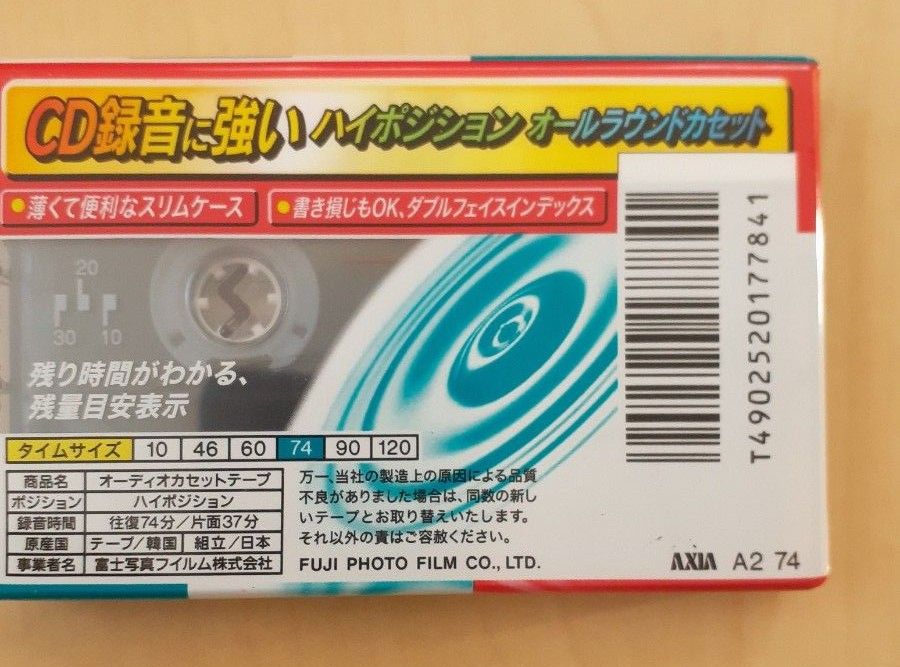 CD録音に強い ハイポジション オールラウンドカセット
●薄くて便利なスリムケース ●書き損じもOK、ダブルフェイスインデックス
20
30 10
残り時間がわかる、
残量目安表示
タイムサイズ 10 46 60 74 90 120
商品名 オーディオカセットテープ
ポジション ハイポジション
録音時間 往復74分/片面37分
原産国 テープ/韓国 組立/日本
事業者名 富士写真フイルム株式会社
万一、当社の製造上の原因による品質
不良がありました場合は、同数の新し
いテープとお取り替えいたします。
それ以外の責はご容赦ください。
FUJI PHOTO FILM CO., LTD.
T4902520177841
AXIA A2 74